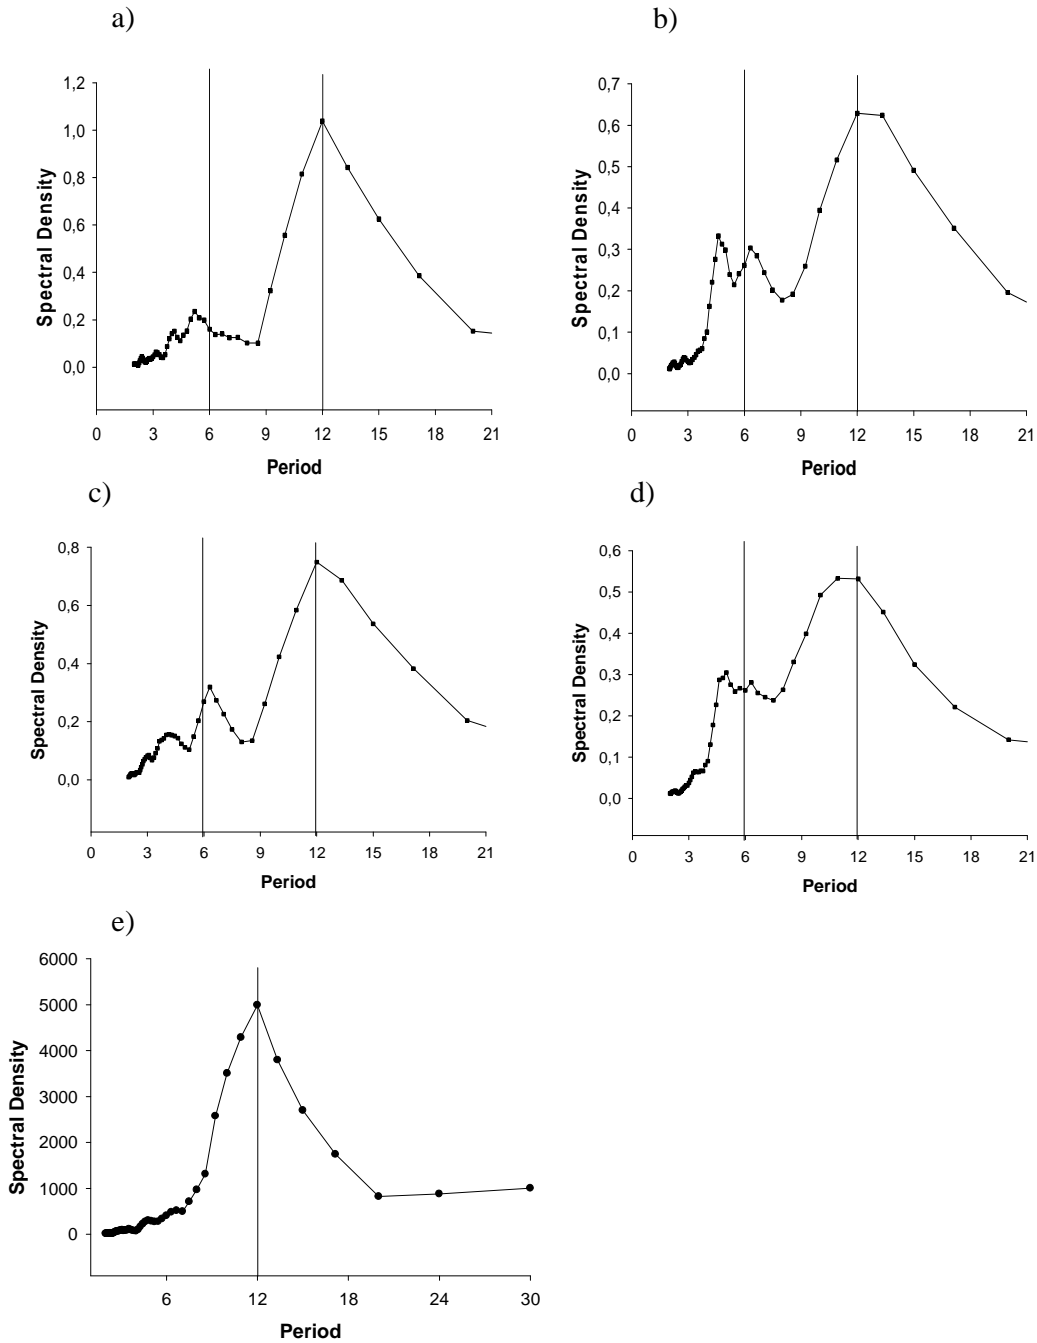 a)
1,2
1,0
0,8
0,6
0,4
0,2
0,0
Spectral Density
0 3 6 9 12 15 18 21
Period
b)
0,7
0,6
0,5
0,4
0,3
0,2
0,1
0,0
Spectral Density
0 3 6 9 12 15 18 21
Period
c)
0,8
0,6
0,4
0,2
0,0
Spectral Density
0 3 6 9 12 15 18 21
Period
d)
0,6
0,5
0,4
0,3
0,2
0,1
0,0
Spectral Density
0 3 6 9 12 15 18 21
Period
e)
6000
5000
4000
3000
2000
1000
0
Spectral Density
6 12 18 24 30
Period